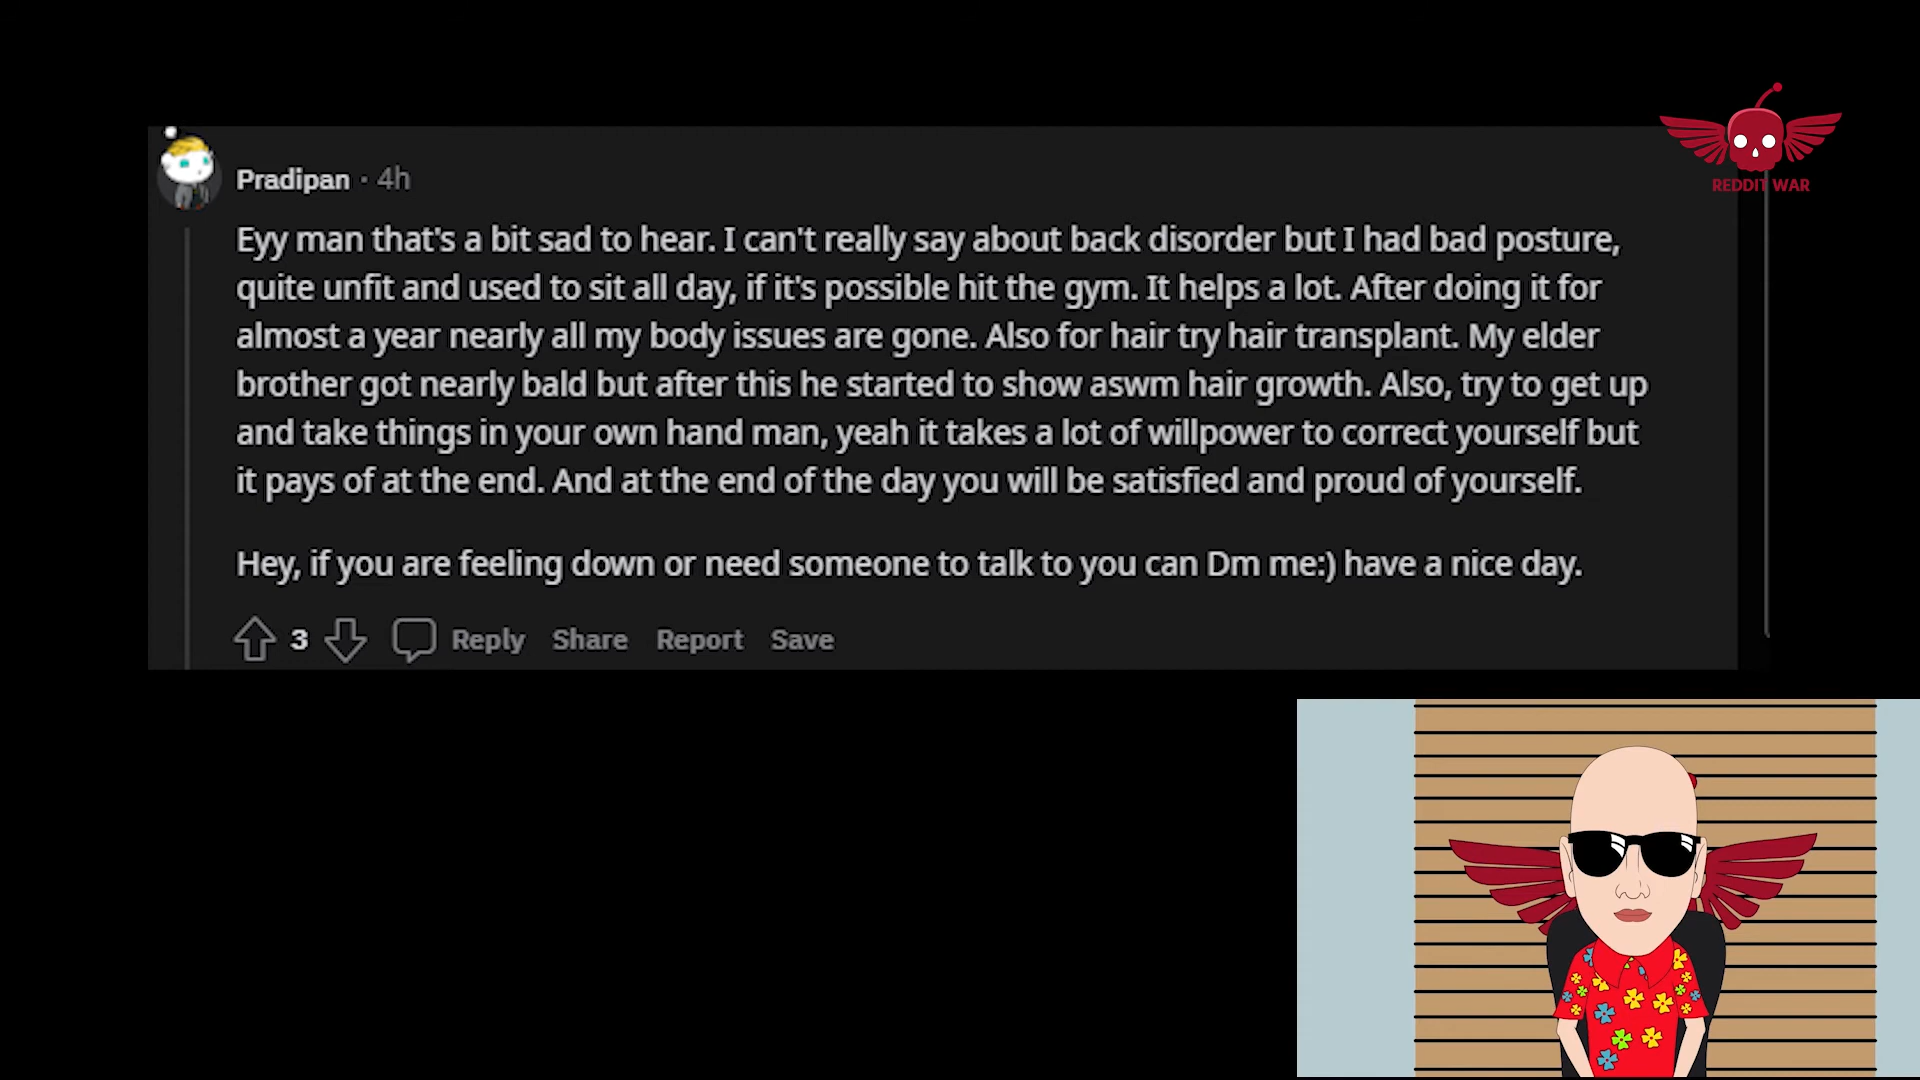 REDDIT WAR
Pradipan · 4h
Eyy man that's a bit sad to hear. I can't really say about back disorder but I had bad posture,
quite unfit and used to sit all day, if it's possible hit the gym. It helps a lot. After doing it for
almost a year nearly all my body issues are gone. Also for hair try hair transplant. My elder
brother got nearly bald but after this he started to show aswm hair growth. Also, try to get up
and take things in your own hand man, yeah it takes a lot of willpower to correct yourself but
it pays of at the end. And at the end of the day you will be satisfied and proud of yourself.
Hey, if you are feeling down or need someone to talk to you can Dm me:) have a nice day.
3 Reply Share Report Save